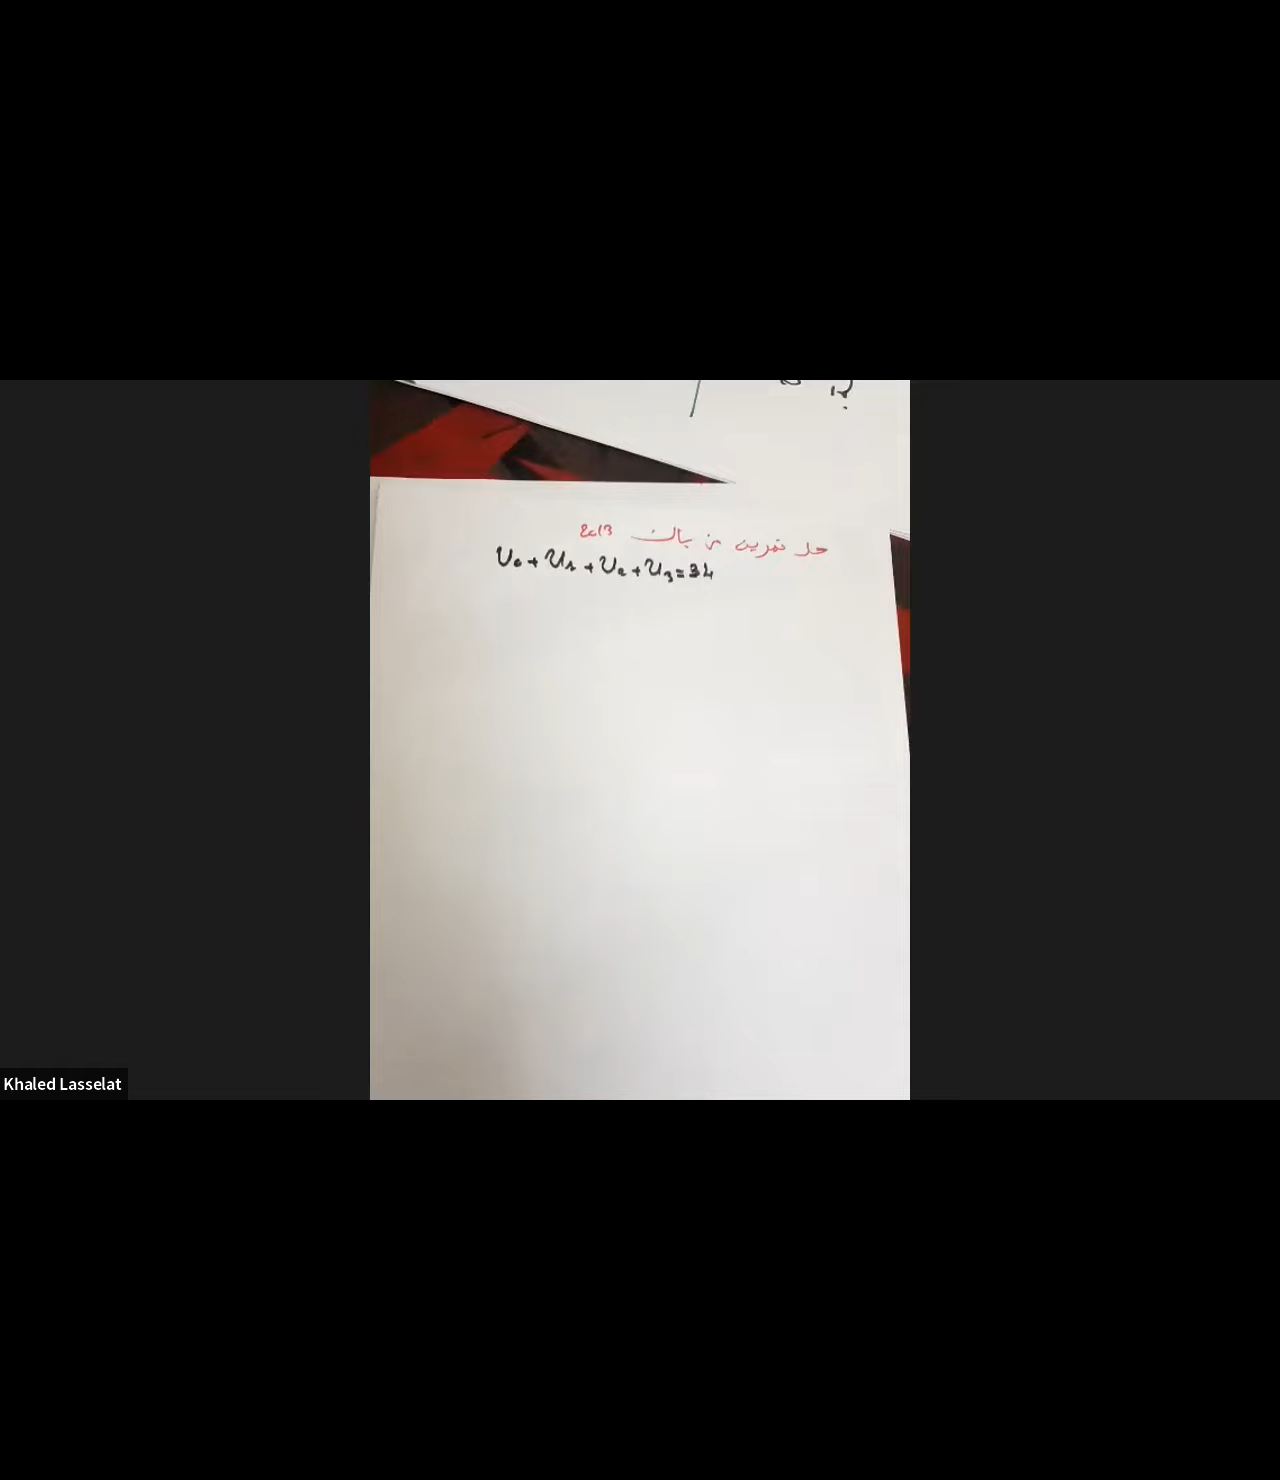 حل تمرين من باك 2013
U₀ + U₁ + U₂ + U₃ = 34
Khaled Lasselat